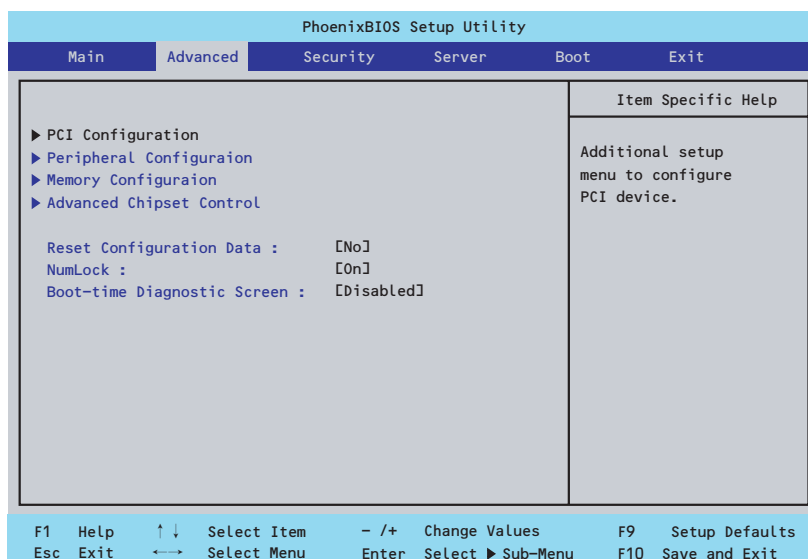 PhoenixBIOS Setup Utility
Main Advanced Security Server Boot Exit
Item Specific Help
▶ PCI Configuration
▶ Peripheral Configuraion
▶ Memory Configuraion
▶ Advanced Chipset Control
Reset Configuration Data : [No]
NumLock : [On]
Boot-time Diagnostic Screen : [Disabled]
Additional setup
menu to configure
PCI device.
F1 Help ↑↓ Select Item - /+ Change Values F9 Setup Defaults
Esc Exit ←→ Select Menu Enter Select ▶ Sub-Menu F10 Save and Exit